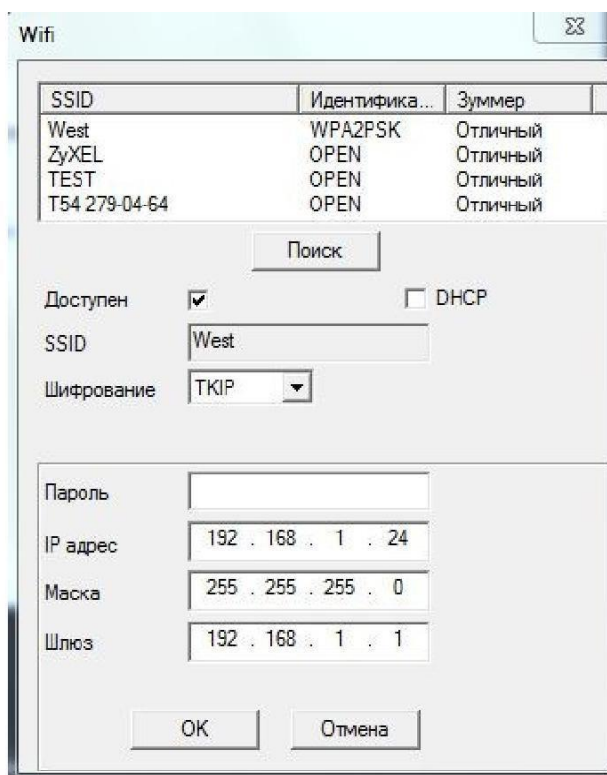 Wifi
SSID Идентифика... Зуммер
West WPA2PSK Отличный
ZyXEL OPEN Отличный
TEST OPEN Отличный
T54 279-04-64 OPEN Отличный
Поиск
Доступен DHCP
SSID West
Шифрование TKIP
Пароль
IP адрес 192 . 168 . 1 . 24
Маска 255 . 255 . 255 . 0
Шлюз 192 . 168 . 1 . 1
OK Отмена